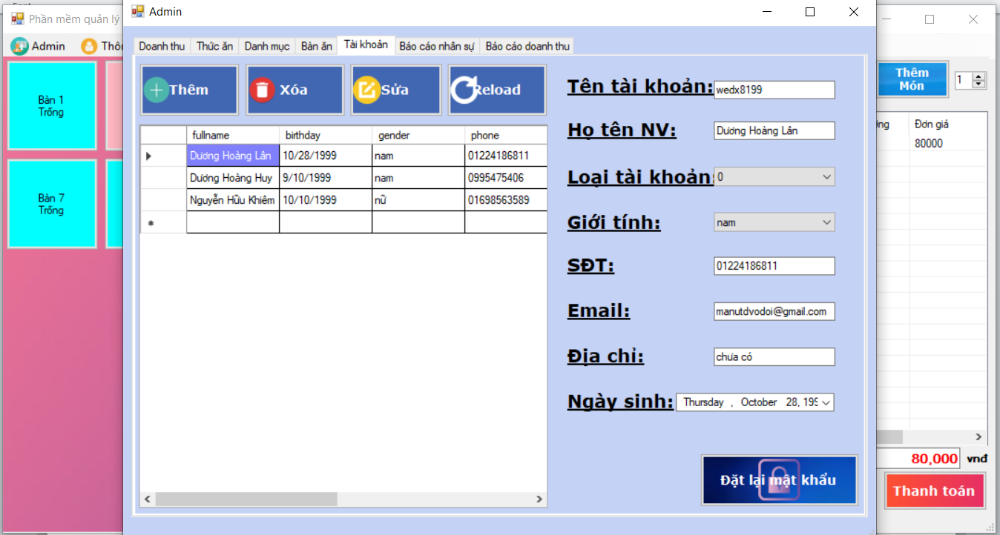 Phần mềm quản lý
Admin
Admin
Thôn
Bàn 1
Trống
Bàn 7
Trống
Doanh thu
Thức ăn
Danh mục
Bàn ăn
Tài khoản
Báo cáo nhân sự
Báo cáo doanh thu
Thêm
Xóa
Sửa
Reload
fullname birthday gender phone
Dương Hoàng Lân 10/28/1999 nam 01224186811
Dương Hoàng Huy 9/10/1999 nam 0995475406
Nguyễn Hữu Khiêm 10/10/1999 nữ 01698563589
Tên tài khoản: wedx8199
Họ tên NV: Dương Hoàng Lân
Loại tài khoản: 0
Giới tính: nam
SĐT: 01224186811
Email: manutdvodoi@gmail.com
Địa chỉ: chưa có
Ngày sinh: Thursday , October 28, 199
Đặt lại mật khẩu
Thêm
Món
1
Đơn giá
80000
80,000 vnđ
Thanh toán